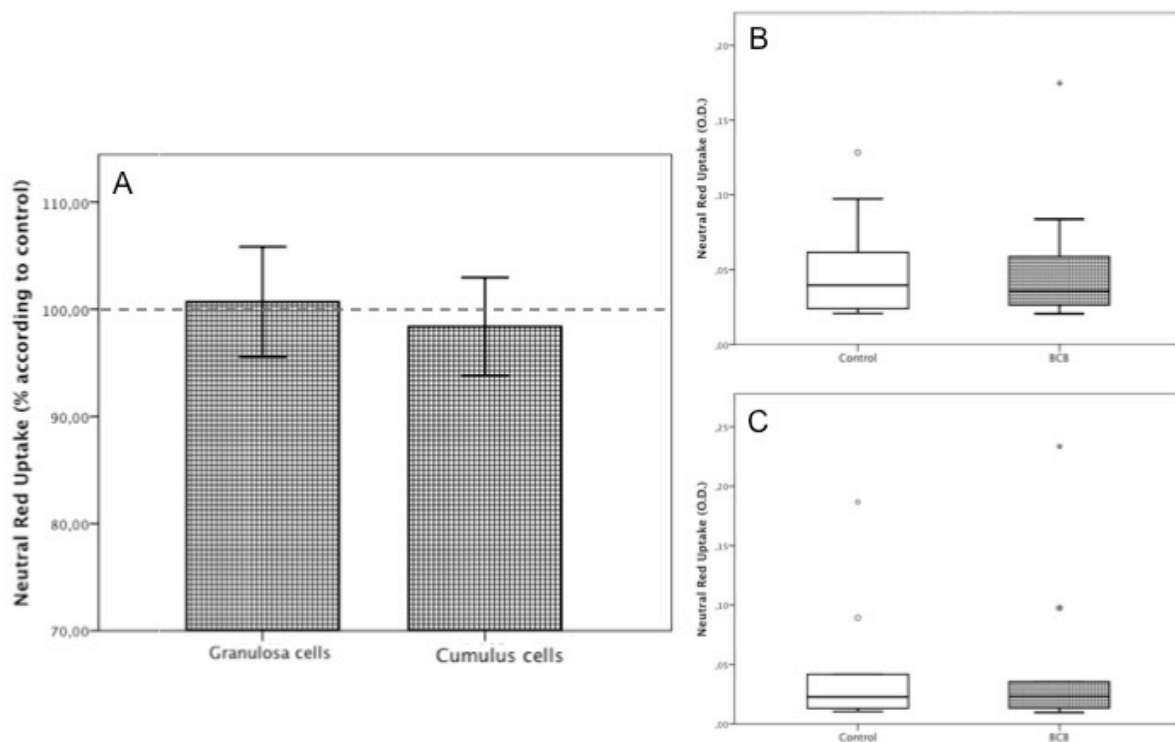 A
Neutral Red Uptake (% according to control)
110,00
100,00
90,00
80,00
70,00
Granulosa cells
Cumulus cells
B
Neutral Red Uptake (O.D.)
,20
,15
,10
,05
,00
Control
BCB
C
Neutral Red Uptake (O.D.)
,25
,20
,15
,10
,05
,00
Control
BCB